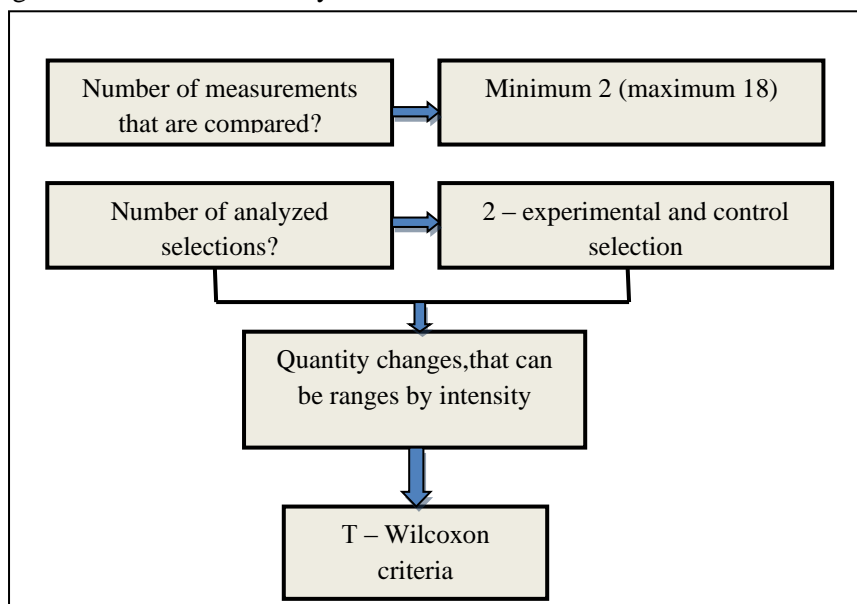 Number of measurements
that are compared?
Minimum 2 (maximum 18)
Number of analyzed
selections?
2 – experimental and control
selection
Quantity changes,that can
be ranges by intensity
T – Wilcoxon
criteria